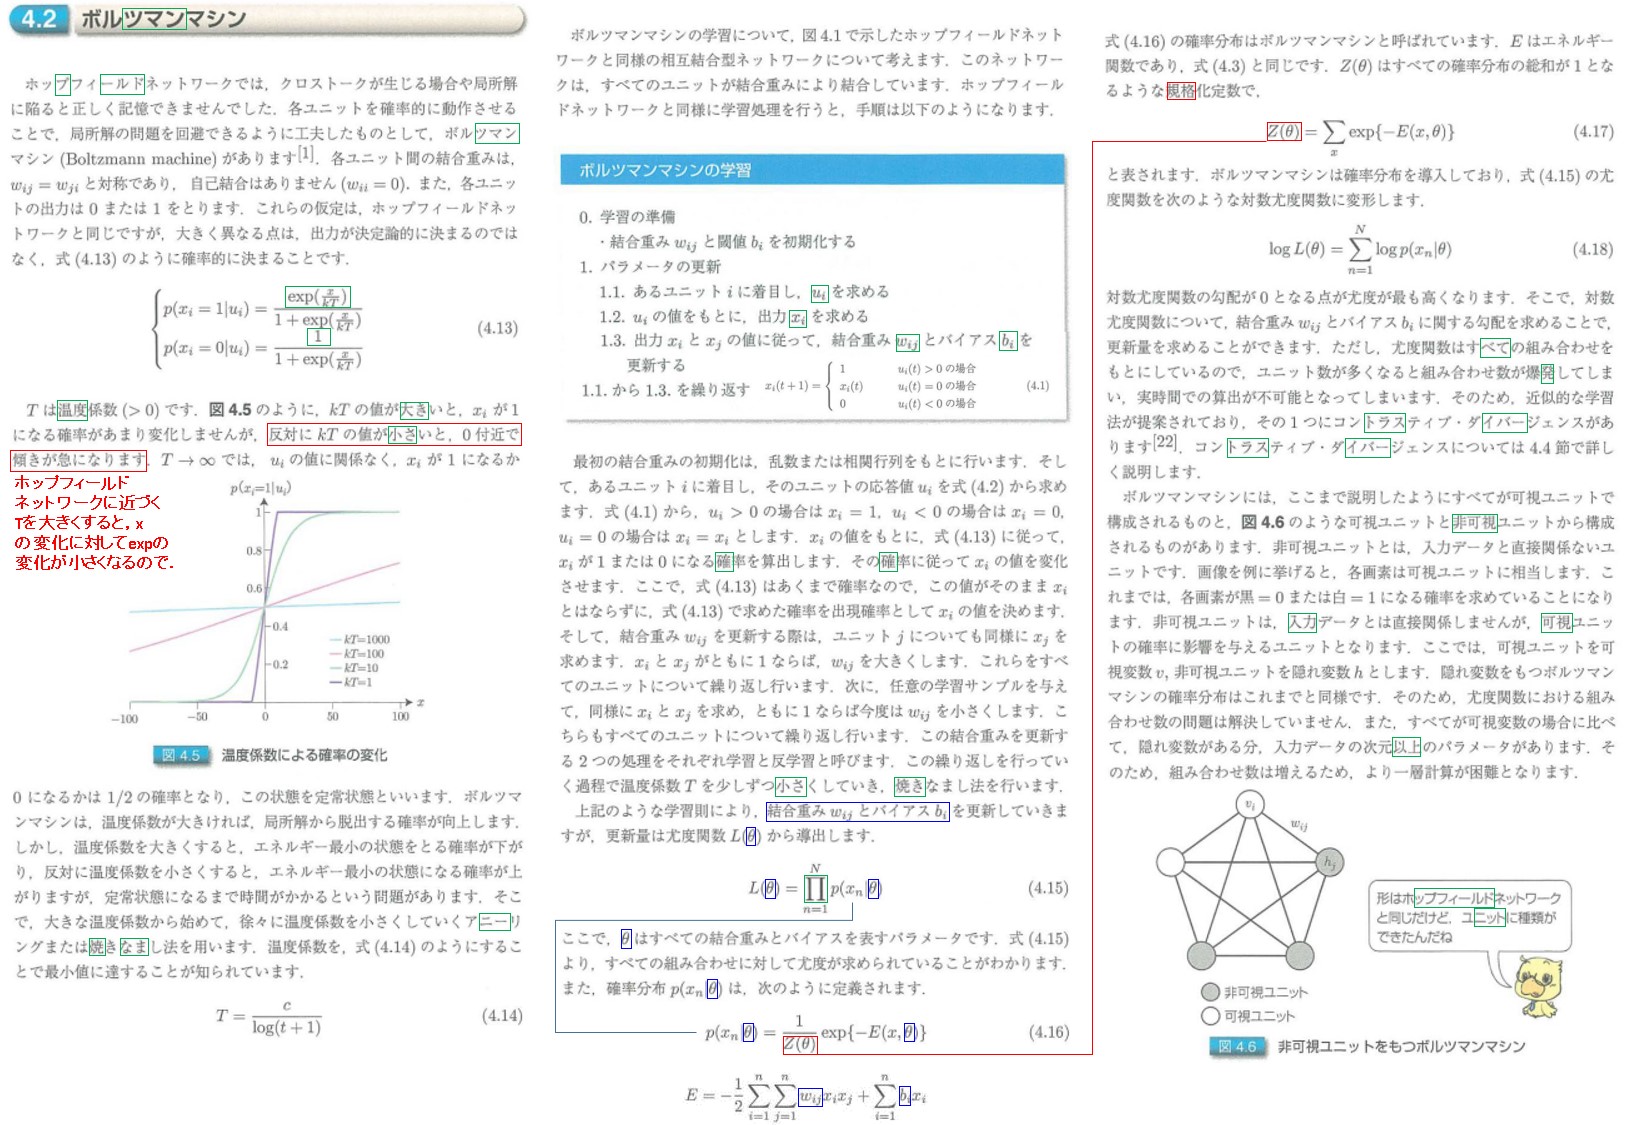 4.2 ボルツマンマシン
ホップフィールドネットワークでは，クロストークが生じる場合や局所解
に陥ると正しく記憶できませんでした．各ユニットを確率的に動作させる
ことで，局所解の問題を回避できるように工夫したものとして，ボルツマン
マシン (Boltzmann machine) があります[1]．各ユニット間の結合重みは，
w_{ij} = w_{ji} と対称であり，自己結合はありません (w_{ii} = 0)．また，各ユニッ
トの出力は 0 または 1 をとります．これらの仮定は，ホップフィールドネッ
トワークと同じですが，大きく異なる点は，出力が決定論的に決まるのでは
なく，式 (4.13) のように確率的に決まることです．
p(x_i = 1|u_i) = exp(x/kT) / (1 + exp(x/kT))
p(x_i = 0|u_i) = 1 / (1 + exp(x/kT)) (4.13)
T は温度係数 (> 0) です．図 4.5 のように，kT の値が大きいと，x_i が 1
になる確率があまり変化しませんが，反対に kT の値が小さいと，0 付近で
傾きが急になります．T → ∞ では，u_i の値に関係なく，x_i が 1 になるか
ホップフィールド
ネットワークに近づく
Tを大きくすると，x
の変化に対してexpの
変化が小さくなるので．
p(x_i=1|u_i)
1
0.8
0.6
0.4
0.2
kT=1000
kT=100
kT=10
kT=1
−100 −50 0 50 100 x
図 4.5 温度係数による確率の変化
0 になるかは 1/2 の確率となり，この状態を定常状態といいます．ボルツマ
ンマシンは，温度係数が大きければ，局所解から脱出する確率が向上します．
しかし，温度係数を大きくすると，エネルギー最小の状態をとる確率が下が
り，反対に温度係数を小さくすると，エネルギー最小の状態になる確率が上
がりますが，定常状態になるまで時間がかかるという問題があります．そこ
で，大きな温度係数から始めて，徐々に温度係数を小さくしていくアニーリ
ングまたは焼きなまし法を用います．温度係数を，式 (4.14) のようにするこ
とで最小値に達することが知られています．
T = c / log(t + 1) (4.14)
ボルツマンマシンの学習について，図 4.1 で示したホップフィールドネット
ワークと同様の相互結合型ネットワークについて考えます．このネットワー
クは，すべてのユニットが結合重みにより結合しています．ホップフィール
ドネットワークと同様に学習処理を行うと，手順は以下のようになります．
ボルツマンマシンの学習
0. 学習の準備
・結合重み w_{ij} と閾値 b_i を初期化する
1. パラメータの更新
1.1. あるユニット i に着目し，u_i を求める
1.2. u_i の値をもとに，出力 x_i を求める
1.3. 出力 x_i と x_j の値に従って，結合重み w_{ij} とバイアス b_i を
更新する
1.1. から 1.3. を繰り返す
x_i(t+1) = { 1 u_i(t) > 0 の場合
x_i(t) u_i(t) = 0 の場合 (4.1)
0 u_i(t) < 0 の場合
最初の結合重みの初期化は，乱数または相関行列をもとに行います．そし
て，あるユニット i に着目し，そのユニットの応答値 u_i を式 (4.2) から求め
ます．式 (4.1) から，u_i > 0 の場合は x_i = 1，u_i < 0 の場合は x_i = 0，
u_i = 0 の場合は x_i = x_i とします．x_i の値をもとに，式 (4.13) に従って，
x_i が 1 または 0 になる確率を算出します．その確率に従って x_i の値を変化
させます．ここで，式 (4.13) はあくまで確率なので，この値がそのまま x_i
とはならずに，式 (4.13) で求めた確率を出現確率として x_i の値を決めます．
そして，結合重み w_{ij} を更新する際は，ユニット j についても同様に x_j を
求めます．x_i と x_j がともに 1 ならば，w_{ij} を大きくします．これらをすべ
てのユニットについて繰り返し行います．次に，任意の学習サンプルを与え
て，同様に x_i と x_j を求め，ともに 1 ならば今度は w_{ij} を小さくします．こ
ちらもすべてのユニットについて繰り返し行います．この結合重みを更新す
る 2 つの処理をそれぞれ学習と反学習と呼びます．この繰り返しを行ってい
く過程で温度係数 T を少しずつ小さくしていき，焼きなまし法を行います．
上記のような学習則により，結合重み w_{ij} とバイアス b_i を更新していきま
すが，更新量は尤度関数 L(θ) から導出します．
L(θ) = ∏_{n=1}^{N} p(x_n|θ) (4.15)
ここで，θ はすべての結合重みとバイアスを表すパラメータです．式 (4.15)
より，すべての組み合わせに対して尤度が求められていることがわかります．
また，確率分布 p(x_n|θ) は，次のように定義されます．
p(x_n|θ) = 1/Z(θ) exp{−E(x, θ)} (4.16)
E = −1/2 ∑_{i=1}^{n} ∑_{j=1}^{n} w_{ij}x_ix_j + ∑_{i=1}^{n} b_ix_i
式 (4.16) の確率分布はボルツマンマシンと呼ばれています．E はエネルギー
関数であり，式 (4.3) と同じです．Z(θ) はすべての確率分布の総和が 1 とな
るような規格化定数で，
Z(θ) = ∑_x exp{−E(x, θ)} (4.17)
と表されます．ボルツマンマシンは確率分布を導入しており，式 (4.15) の尤
度関数を次のような対数尤度関数に変形します．
log L(θ) = ∑_{n=1}^{N} log p(x_n|θ) (4.18)
対数尤度関数の勾配が 0 となる点が尤度が最も高くなります．そこで，対数
尤度関数について，結合重み w_{ij} とバイアス b_i に関する勾配を求めることで，
更新量を求めることができます．ただし，尤度関数はすべての組み合わせを
もとにしているので，ユニット数が多くなると組み合わせ数が爆発してしま
い，実時間での算出が不可能となってしまいます．そのため，近似的な学習
法が提案されており，その 1 つにコントラスティブ・ダイバージェンスがあ
ります[22]．コントラスティブ・ダイバージェンスについては 4.4 節で詳し
く説明します．
ボルツマンマシンには，ここまで説明したようにすべてが可視ユニットで
構成されるものと，図 4.6 のような可視ユニットと非可視ユニットから構成
されるものがあります．非可視ユニットとは，入力データと直接関係ないユ
ニットです．画像を例に挙げると，各画素は可視ユニットに相当します．こ
れまでは，各画素が黒 = 0 または白 = 1 になる確率を求めていることになり
ます．非可視ユニットは，入力データとは直接関係しませんが，可視ユニッ
トの確率に影響を与えるユニットとなります．ここでは，可視ユニットを可
視変数 v, 非可視ユニットを隠れ変数 h とします．隠れ変数をもつボルツマン
マシンの確率分布はこれまでと同様です．そのため，尤度関数における組み
合わせ数の問題は解決していません．また，すべてが可視変数の場合に比べ
て，隠れ変数がある分，入力データの次元以上のパラメータがあります．そ
のため，組み合わせ数は増えるため，より一層計算が困難となります．
v_i
w_{ij}
h_j
形はホップフィールドネットワーク
と同じだけど，ユニットに種類が
できたんだね
非可視ユニット
可視ユニット
図 4.6 非可視ユニットをもつボルツマンマシン